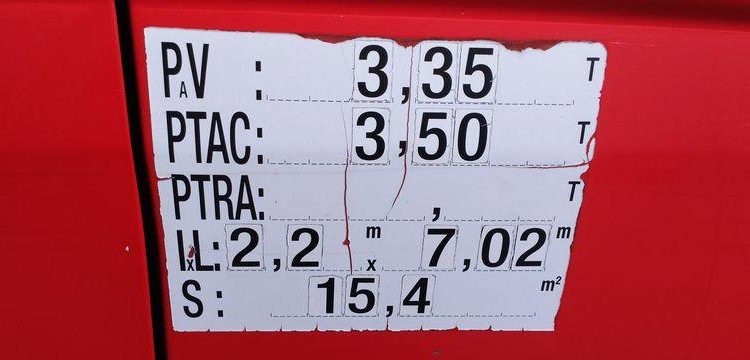 PAV : 3,35 T
PTAC: 3,50 T
PTRA: , T
lxL: 2,2 m x 7,02 m
S : 15,4 m²